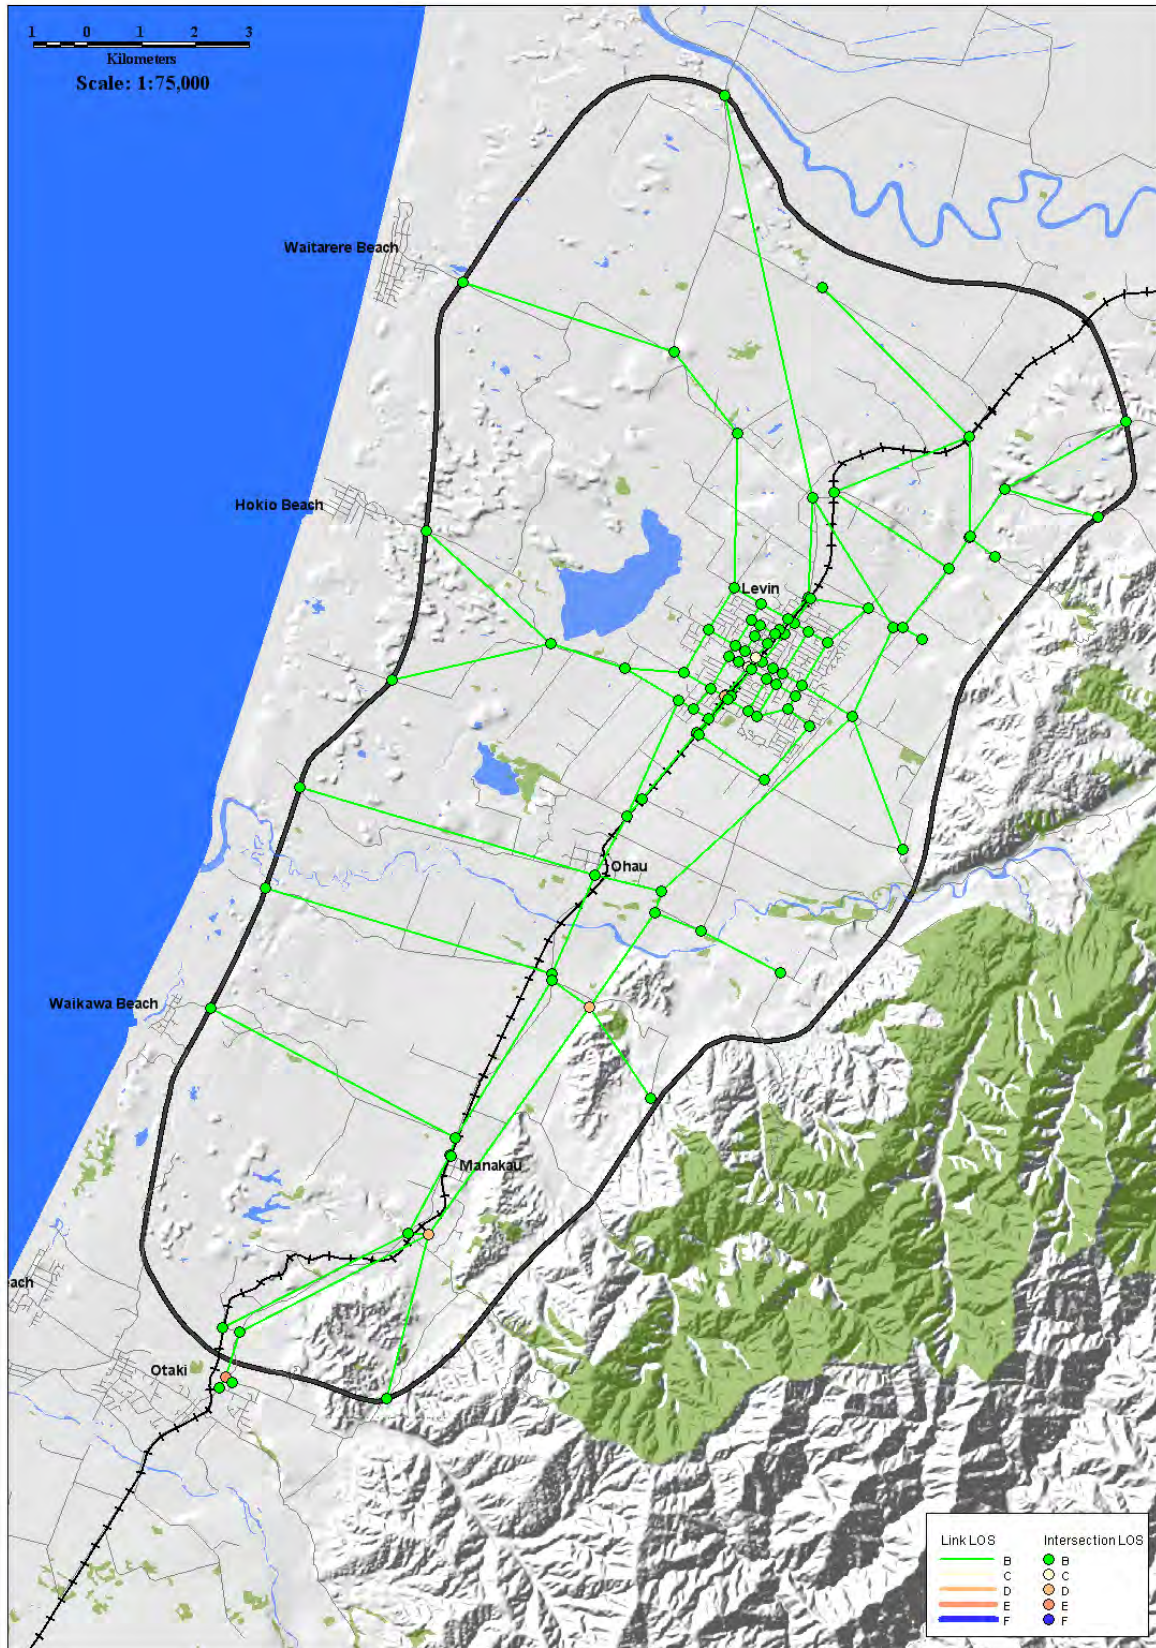 1 0 1 2 3
Kilometers
Scale: 1:75,000
Waitarere Beach
Hokio Beach
Levin
Ohau
Waikawa Beach
Manakau
each
Otaki
Link LOS Intersection LOS
B B
C C
D D
E E
F F